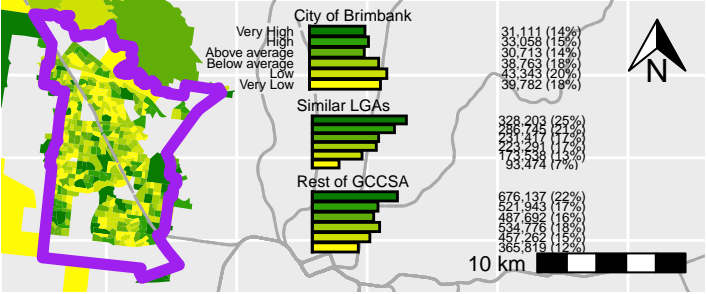 City of Brimbank
Very High 31,111 (14%)
High 33,058 (15%)
Above average 30,713 (14%)
Below average 38,763 (18%)
Low 43,343 (20%)
Very Low 39,782 (18%)
Similar LGAs
328,203 (25%)
286,745 (21%)
231,417 (17%)
223,291 (17%)
173,538 (13%)
93,474 (7%)
Rest of GCCSA
676,137 (22%)
521,943 (17%)
487,692 (16%)
534,776 (18%)
457,262 (15%)
365,819 (12%)
N
10 km